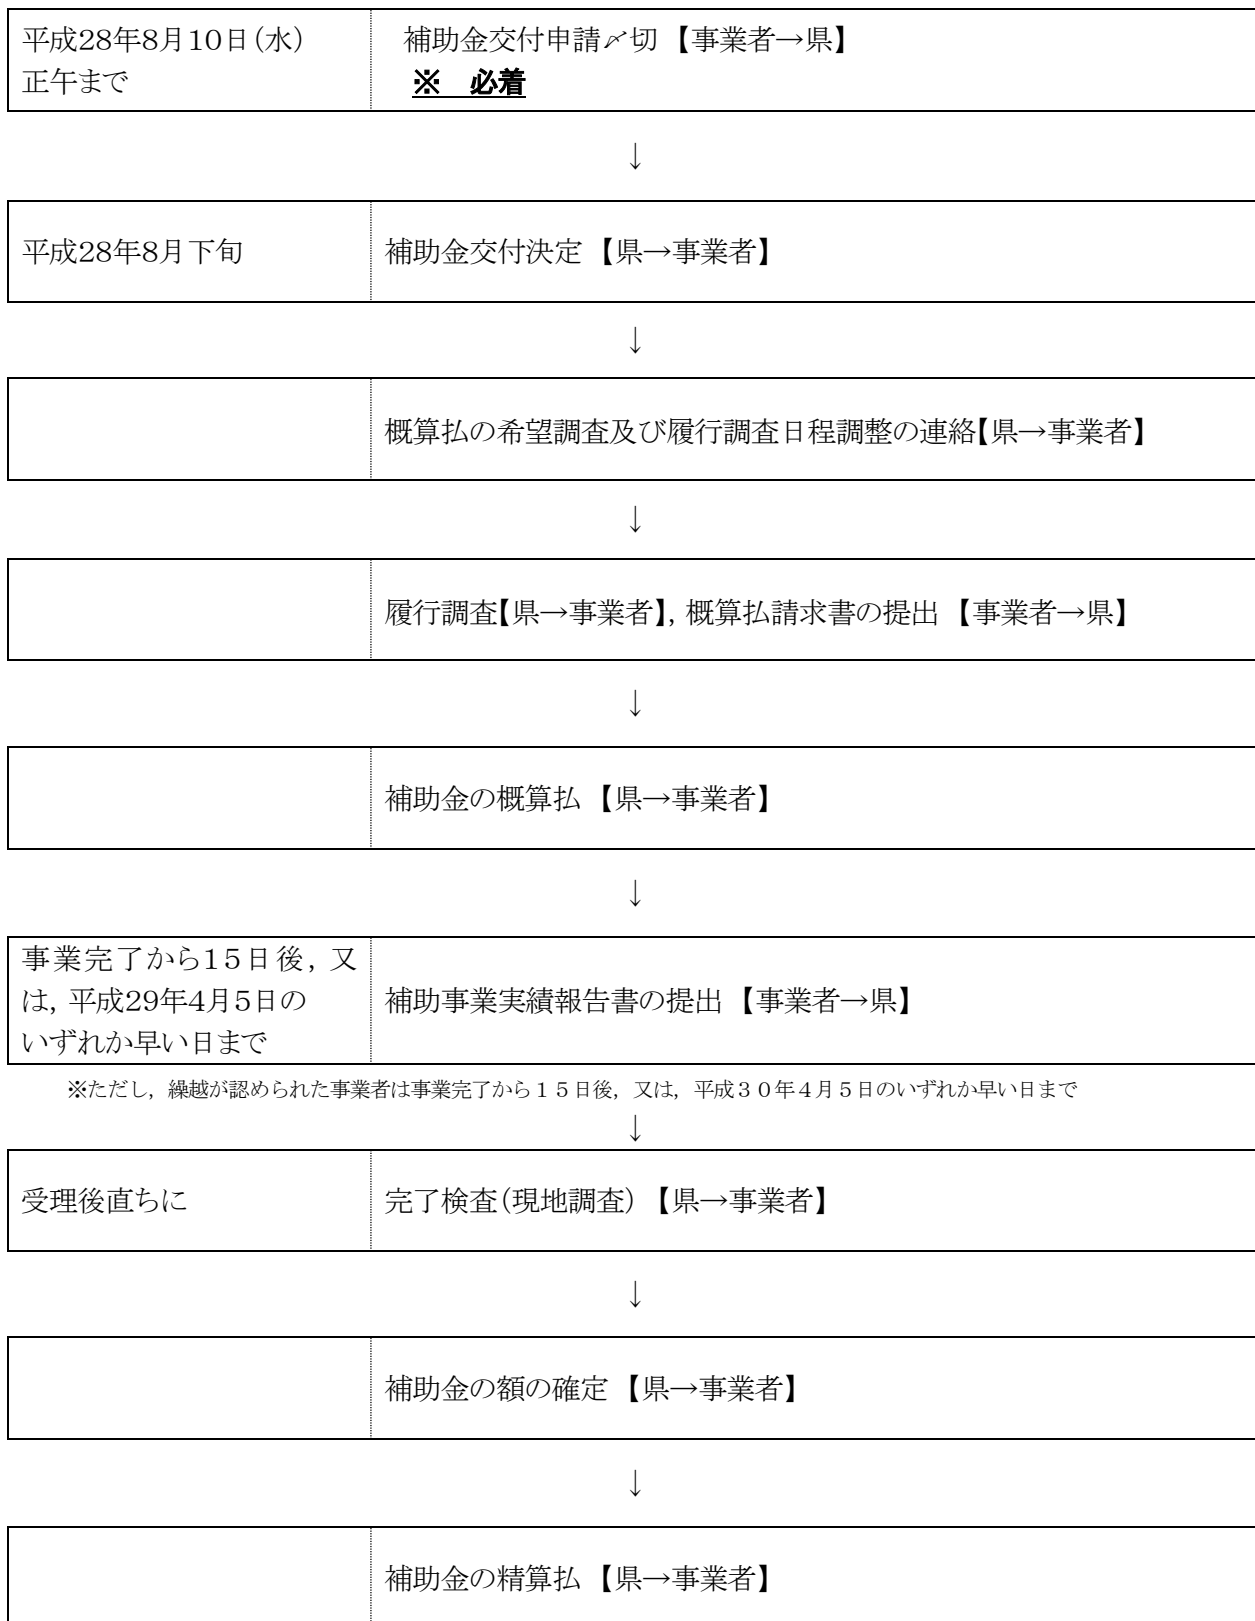 平成28年8月10日(水)
正午まで
補助金交付申請〆切 【事業者→県】
※ 必着
↓
平成28年8月下旬
補助金交付決定 【県→事業者】
↓
概算払の希望調査及び履行調査日程調整の連絡【県→事業者】
↓
履行調査【県→事業者】，概算払請求書の提出 【事業者→県】
↓
補助金の概算払 【県→事業者】
↓
事業完了から15日後，又
は，平成29年4月5日の
いずれか早い日まで
補助事業実績報告書の提出 【事業者→県】
※ただし，繰越が認められた事業者は事業完了から１５日後，又は，平成３０年４月５日のいずれか早い日まで
↓
受理後直ちに
完了検査(現地調査) 【県→事業者】
↓
補助金の額の確定 【県→事業者】
↓
補助金の精算払 【県→事業者】